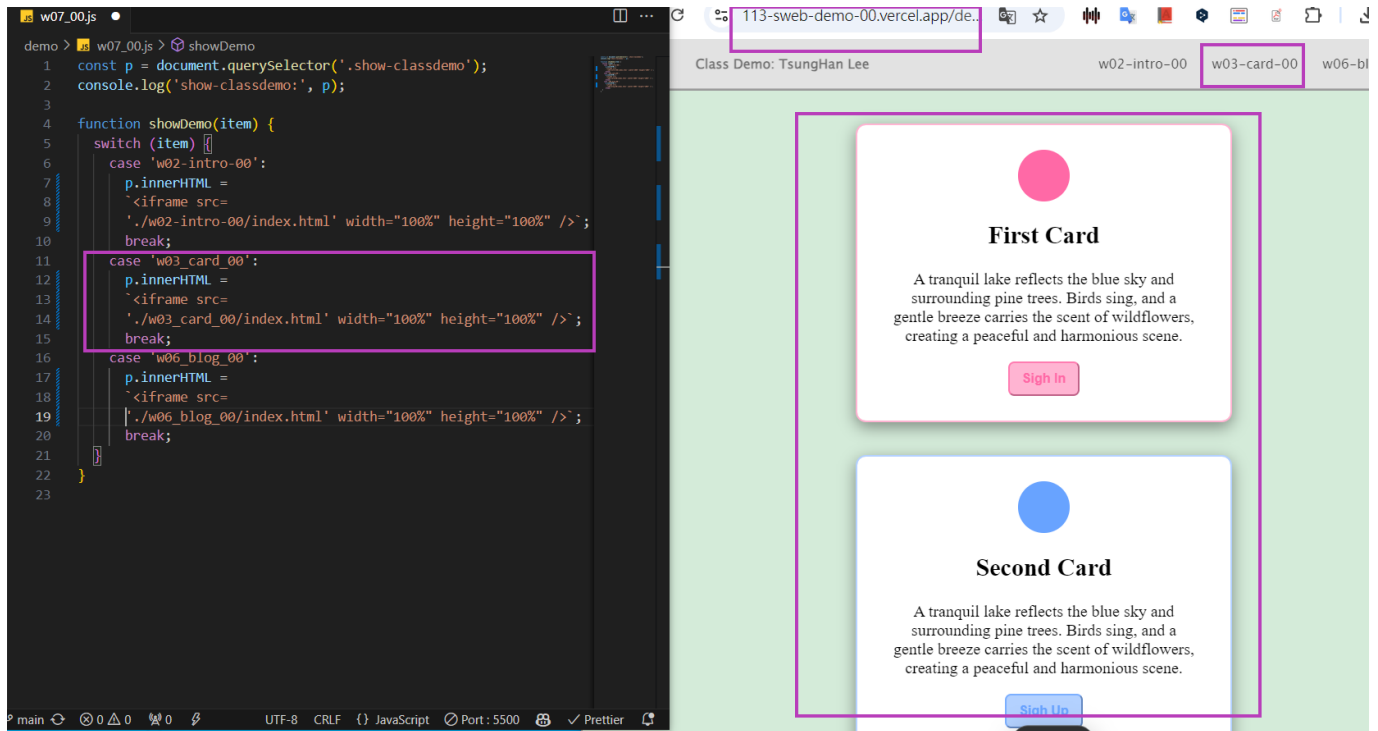 w07_00.js
demo > w07_00.js > showDemo
1 const p = document.querySelector('.show-classdemo');
2 console.log('show-classdemo:', p);
3
4 function showDemo(item) {
5 switch (item) {
6 case 'w02-intro-00':
7 p.innerHTML =
8 `<iframe src=
9 './w02-intro-00/index.html' width="100%" height="100%" />`;
10 break;
11 case 'w03_card_00':
12 p.innerHTML =
13 `<iframe src=
14 './w03_card_00/index.html' width="100%" height="100%" />`;
15 break;
16 case 'w06_blog_00':
17 p.innerHTML =
18 `<iframe src=
19 './w06_blog_00/index.html' width="100%" height="100%" />`;
20 break;
21 }
22 }
23
main 0 0 0 UTF-8 CRLF {} JavaScript Port : 5500 Prettier
113-sweb-demo-00.vercel.app/de...
Class Demo: TsungHan Lee w02-intro-00 w03-card-00 w06-bl
First Card
A tranquil lake reflects the blue sky and
surrounding pine trees. Birds sing, and a
gentle breeze carries the scent of wildflowers,
creating a peaceful and harmonious scene.
Sigh In
Second Card
A tranquil lake reflects the blue sky and
surrounding pine trees. Birds sing, and a
gentle breeze carries the scent of wildflowers,
creating a peaceful and harmonious scene.
Sigh Up